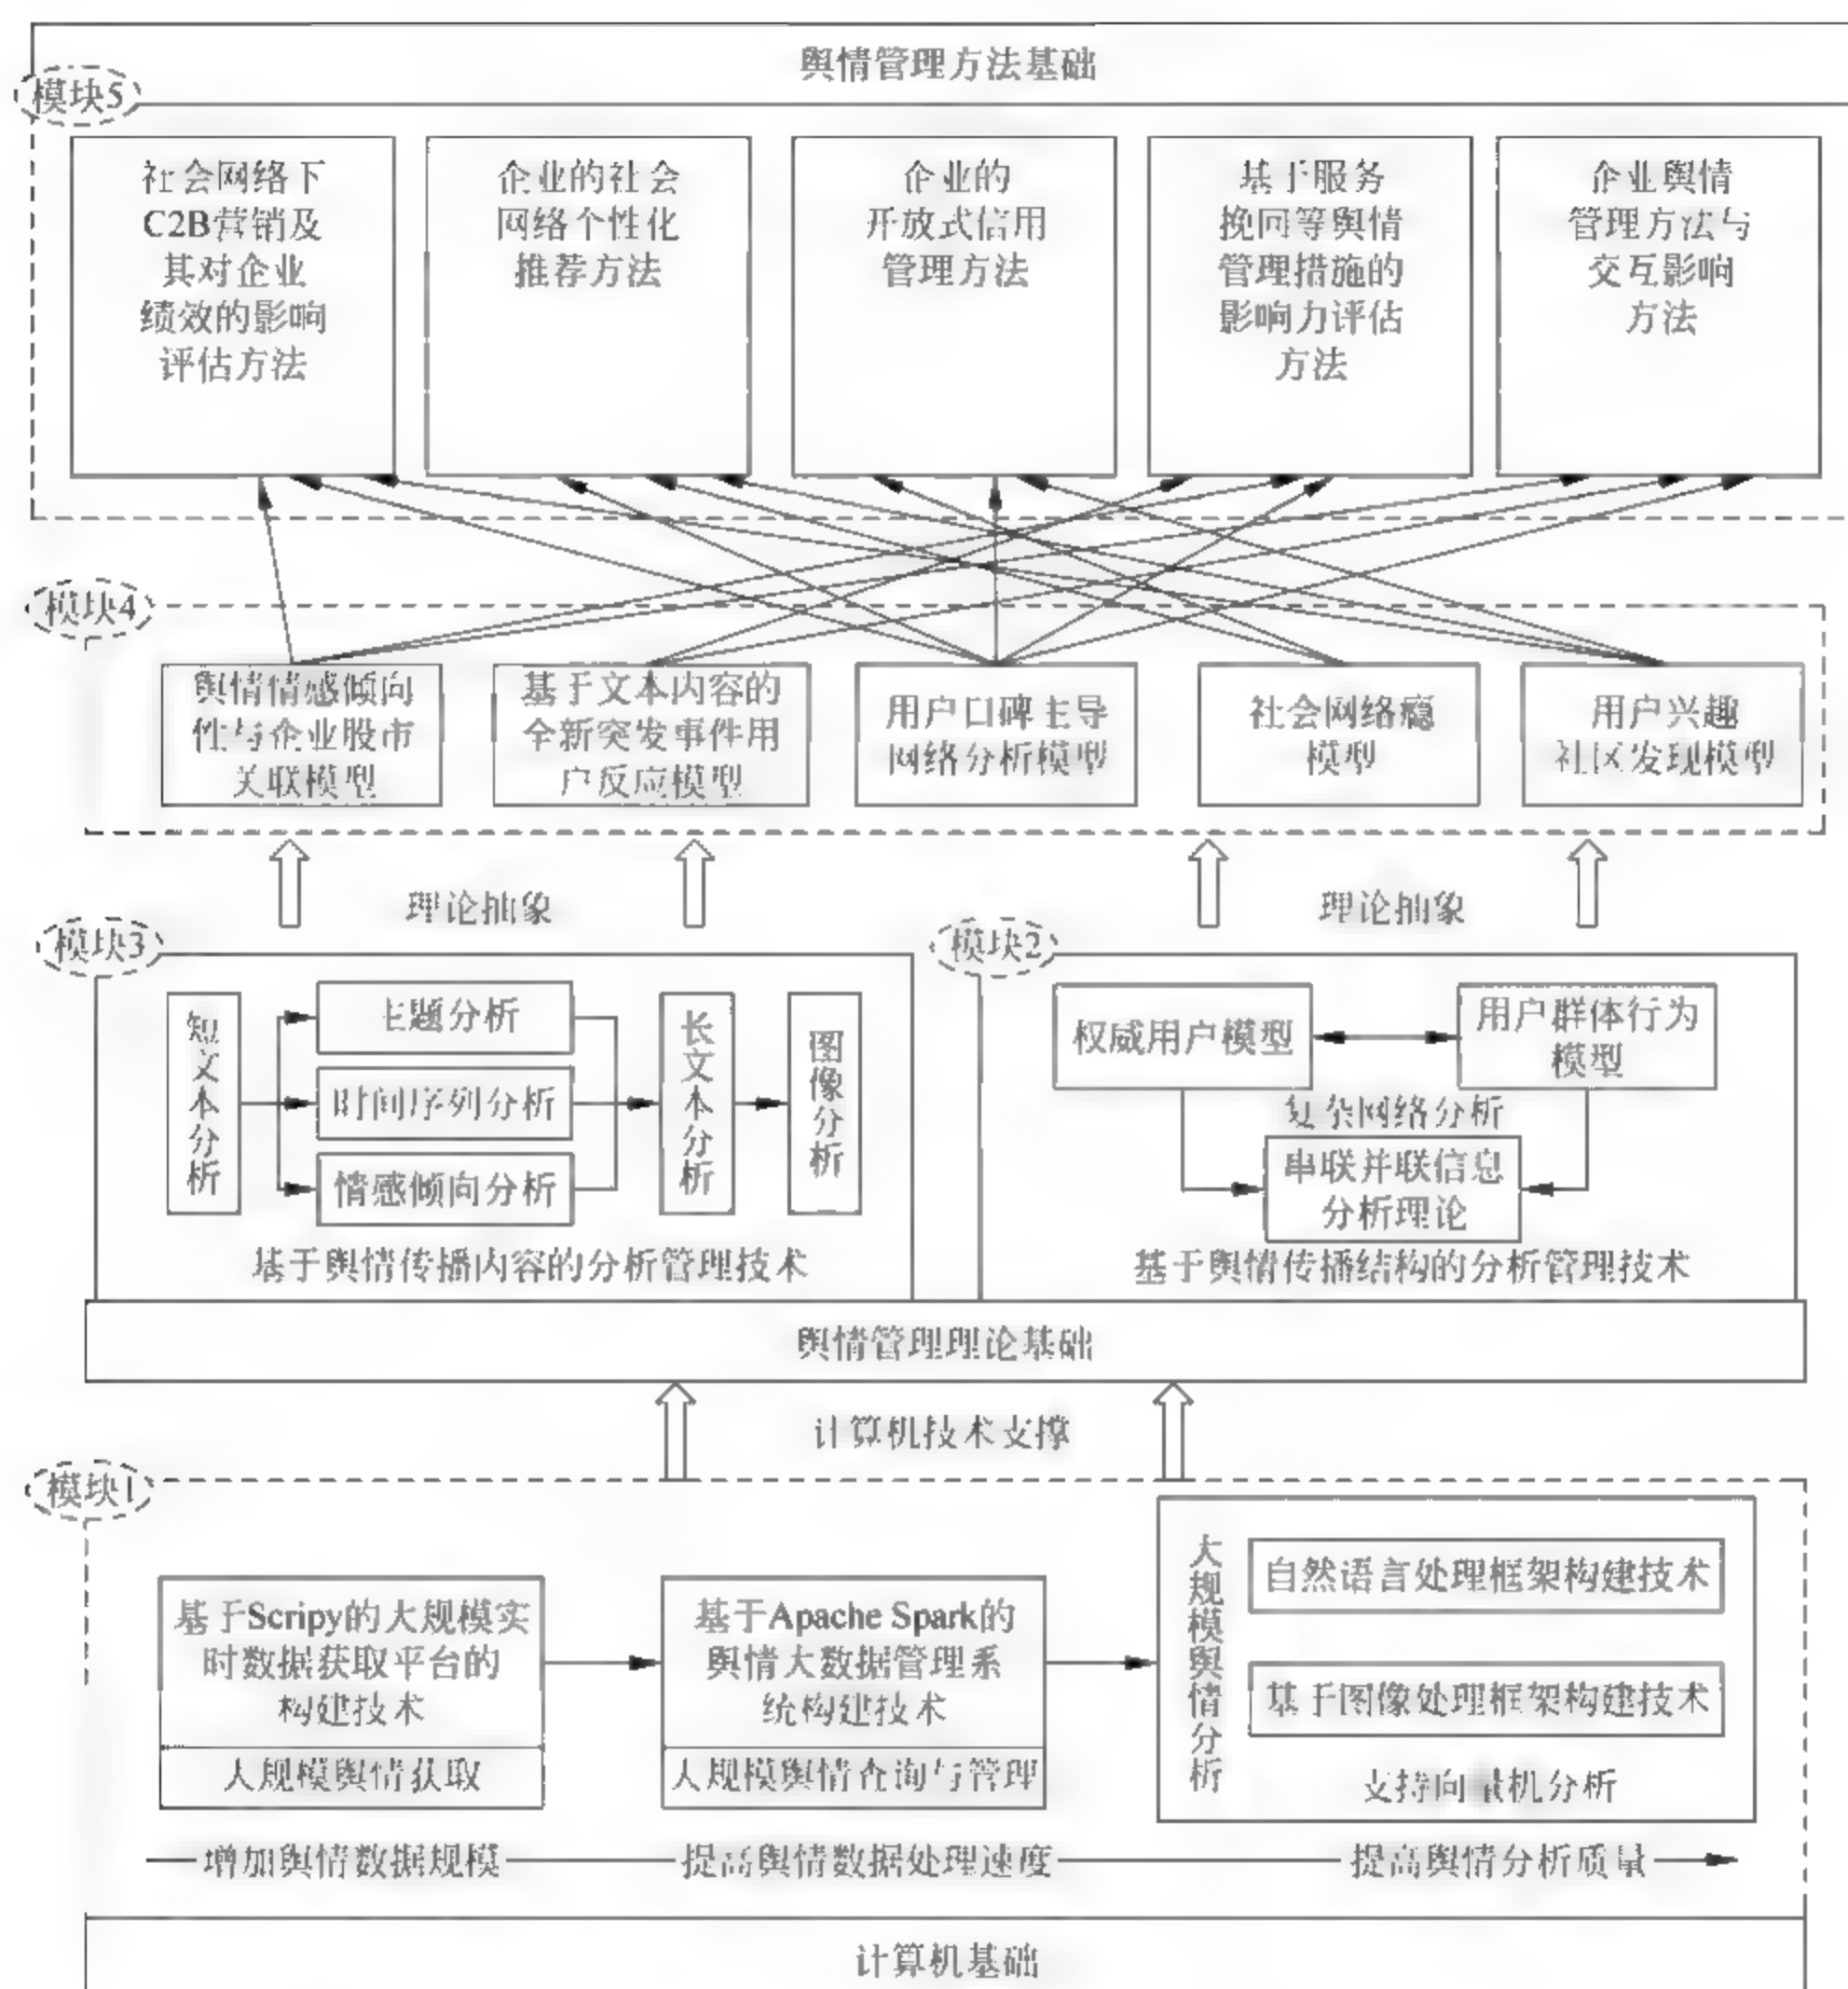 舆情管理方法基础
模块5
社会网络下
C2B营销及
其对企业
绩效的影响
评估方法
企业的社会
网络个性化
推荐方法
企业的
开放式信用
管理方法
基于服务
挽回等舆情
管理措施的
影响力评估
方法
企业舆情
管理方法与
交互影响
方法
模块4
舆情情感倾向
性与企业股市
关联模型
基于文本内容的
全新突发事件用
户反应模型
用户口碑主导
网络分析模型
社会网络瘾
模型
用户兴趣
社区发现模型
理论抽象
理论抽象
模块3
短文本分析
主题分析
时间序列分析
情感倾向分析
长文本分析
图像分析
基于舆情传播内容的分析管理技术
模块2
权威用户模型
用户群体行为
模型
复杂网络分析
串联并联信息
分析理论
基于舆情传播结构的分析管理技术
舆情管理理论基础
计算机技术支撑
模块1
基于Scripy的大规模实
时数据获取平台的
构建技术
大规模舆情获取
基于Apache Spark的
舆情大数据管理系
统构建技术
大规模舆情查询与管理
大规模舆情分析
自然语言处理框架构建技术
基于图像处理框架构建技术
支持向量机分析
增加舆情数据规模
提高舆情数据处理速度
提高舆情分析质量
计算机基础